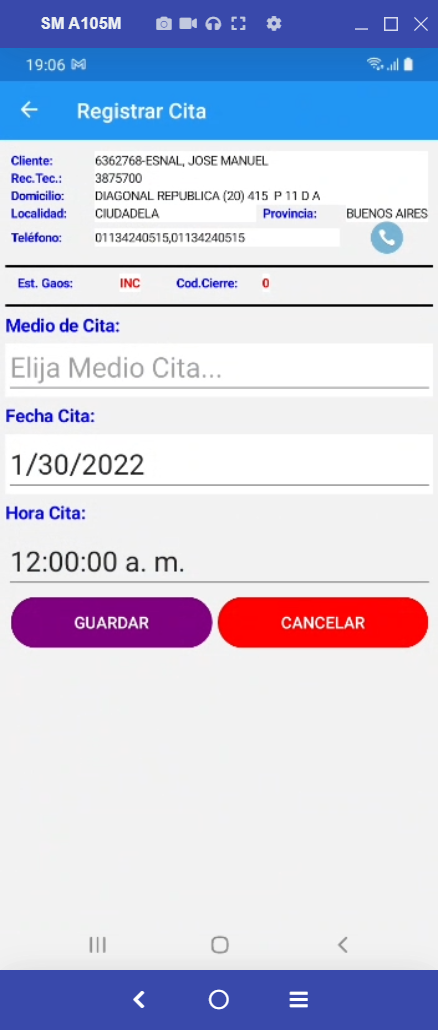 SM A105M
19:06
Registrar Cita
Cliente: 6362768-ESNAL, JOSE MANUEL
Rec.Tec.: 3875700
Domicilio: DIAGONAL REPUBLICA (20) 415 P 11 D A
Localidad: CIUDADELA Provincia: BUENOS AIRES
Teléfono: 01134240515,01134240515
Est. Gaos: INC Cod.Cierre: 0
Medio de Cita:
Elija Medio Cita...
Fecha Cita:
1/30/2022
Hora Cita:
12:00:00 a. m.
GUARDAR CANCELAR